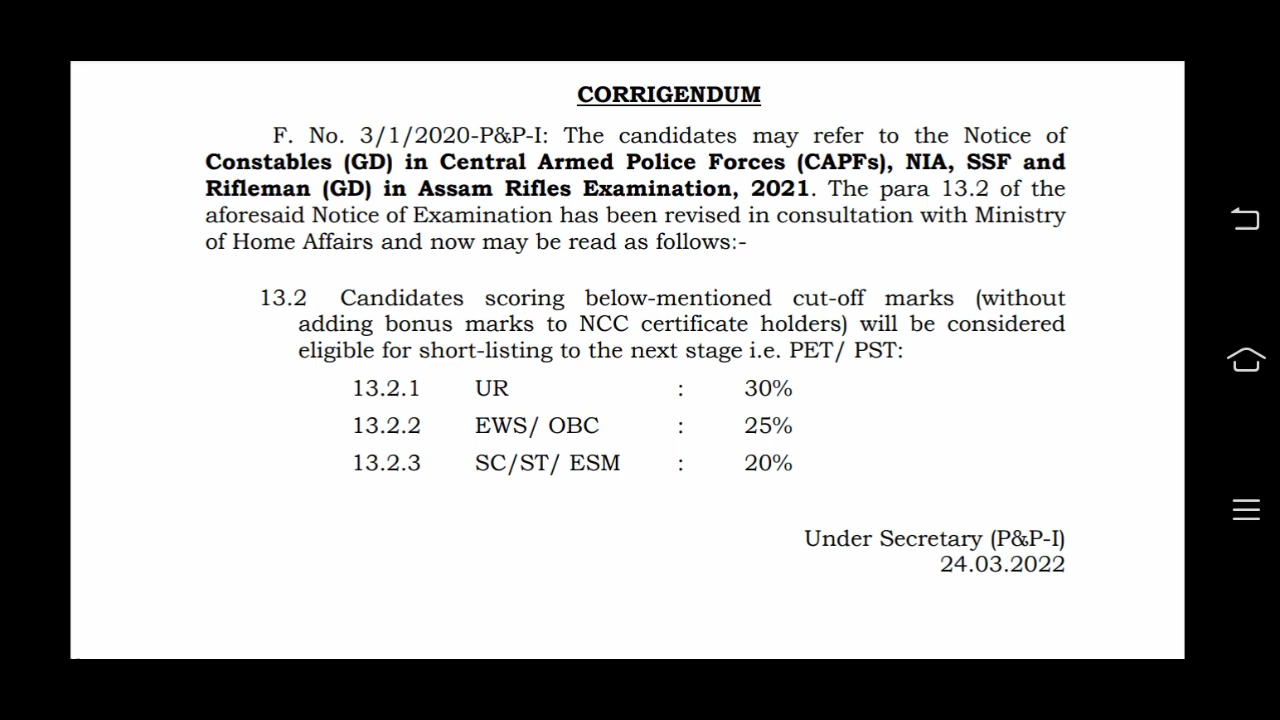 CORRIGENDUM
F. No. 3/1/2020-P&P-I: The candidates may refer to the Notice of
Constables (GD) in Central Armed Police Forces (CAPFs), NIA, SSF and
Rifleman (GD) in Assam Rifles Examination, 2021. The para 13.2 of the
aforesaid Notice of Examination has been revised in consultation with Ministry
of Home Affairs and now may be read as follows:-
13.2 Candidates scoring below-mentioned cut-off marks (without
adding bonus marks to NCC certificate holders) will be considered
eligible for short-listing to the next stage i.e. PET/ PST:
13.2.1 UR : 30%
13.2.2 EWS/ OBC : 25%
13.2.3 SC/ST/ ESM : 20%
Under Secretary (P&P-I)
24.03.2022